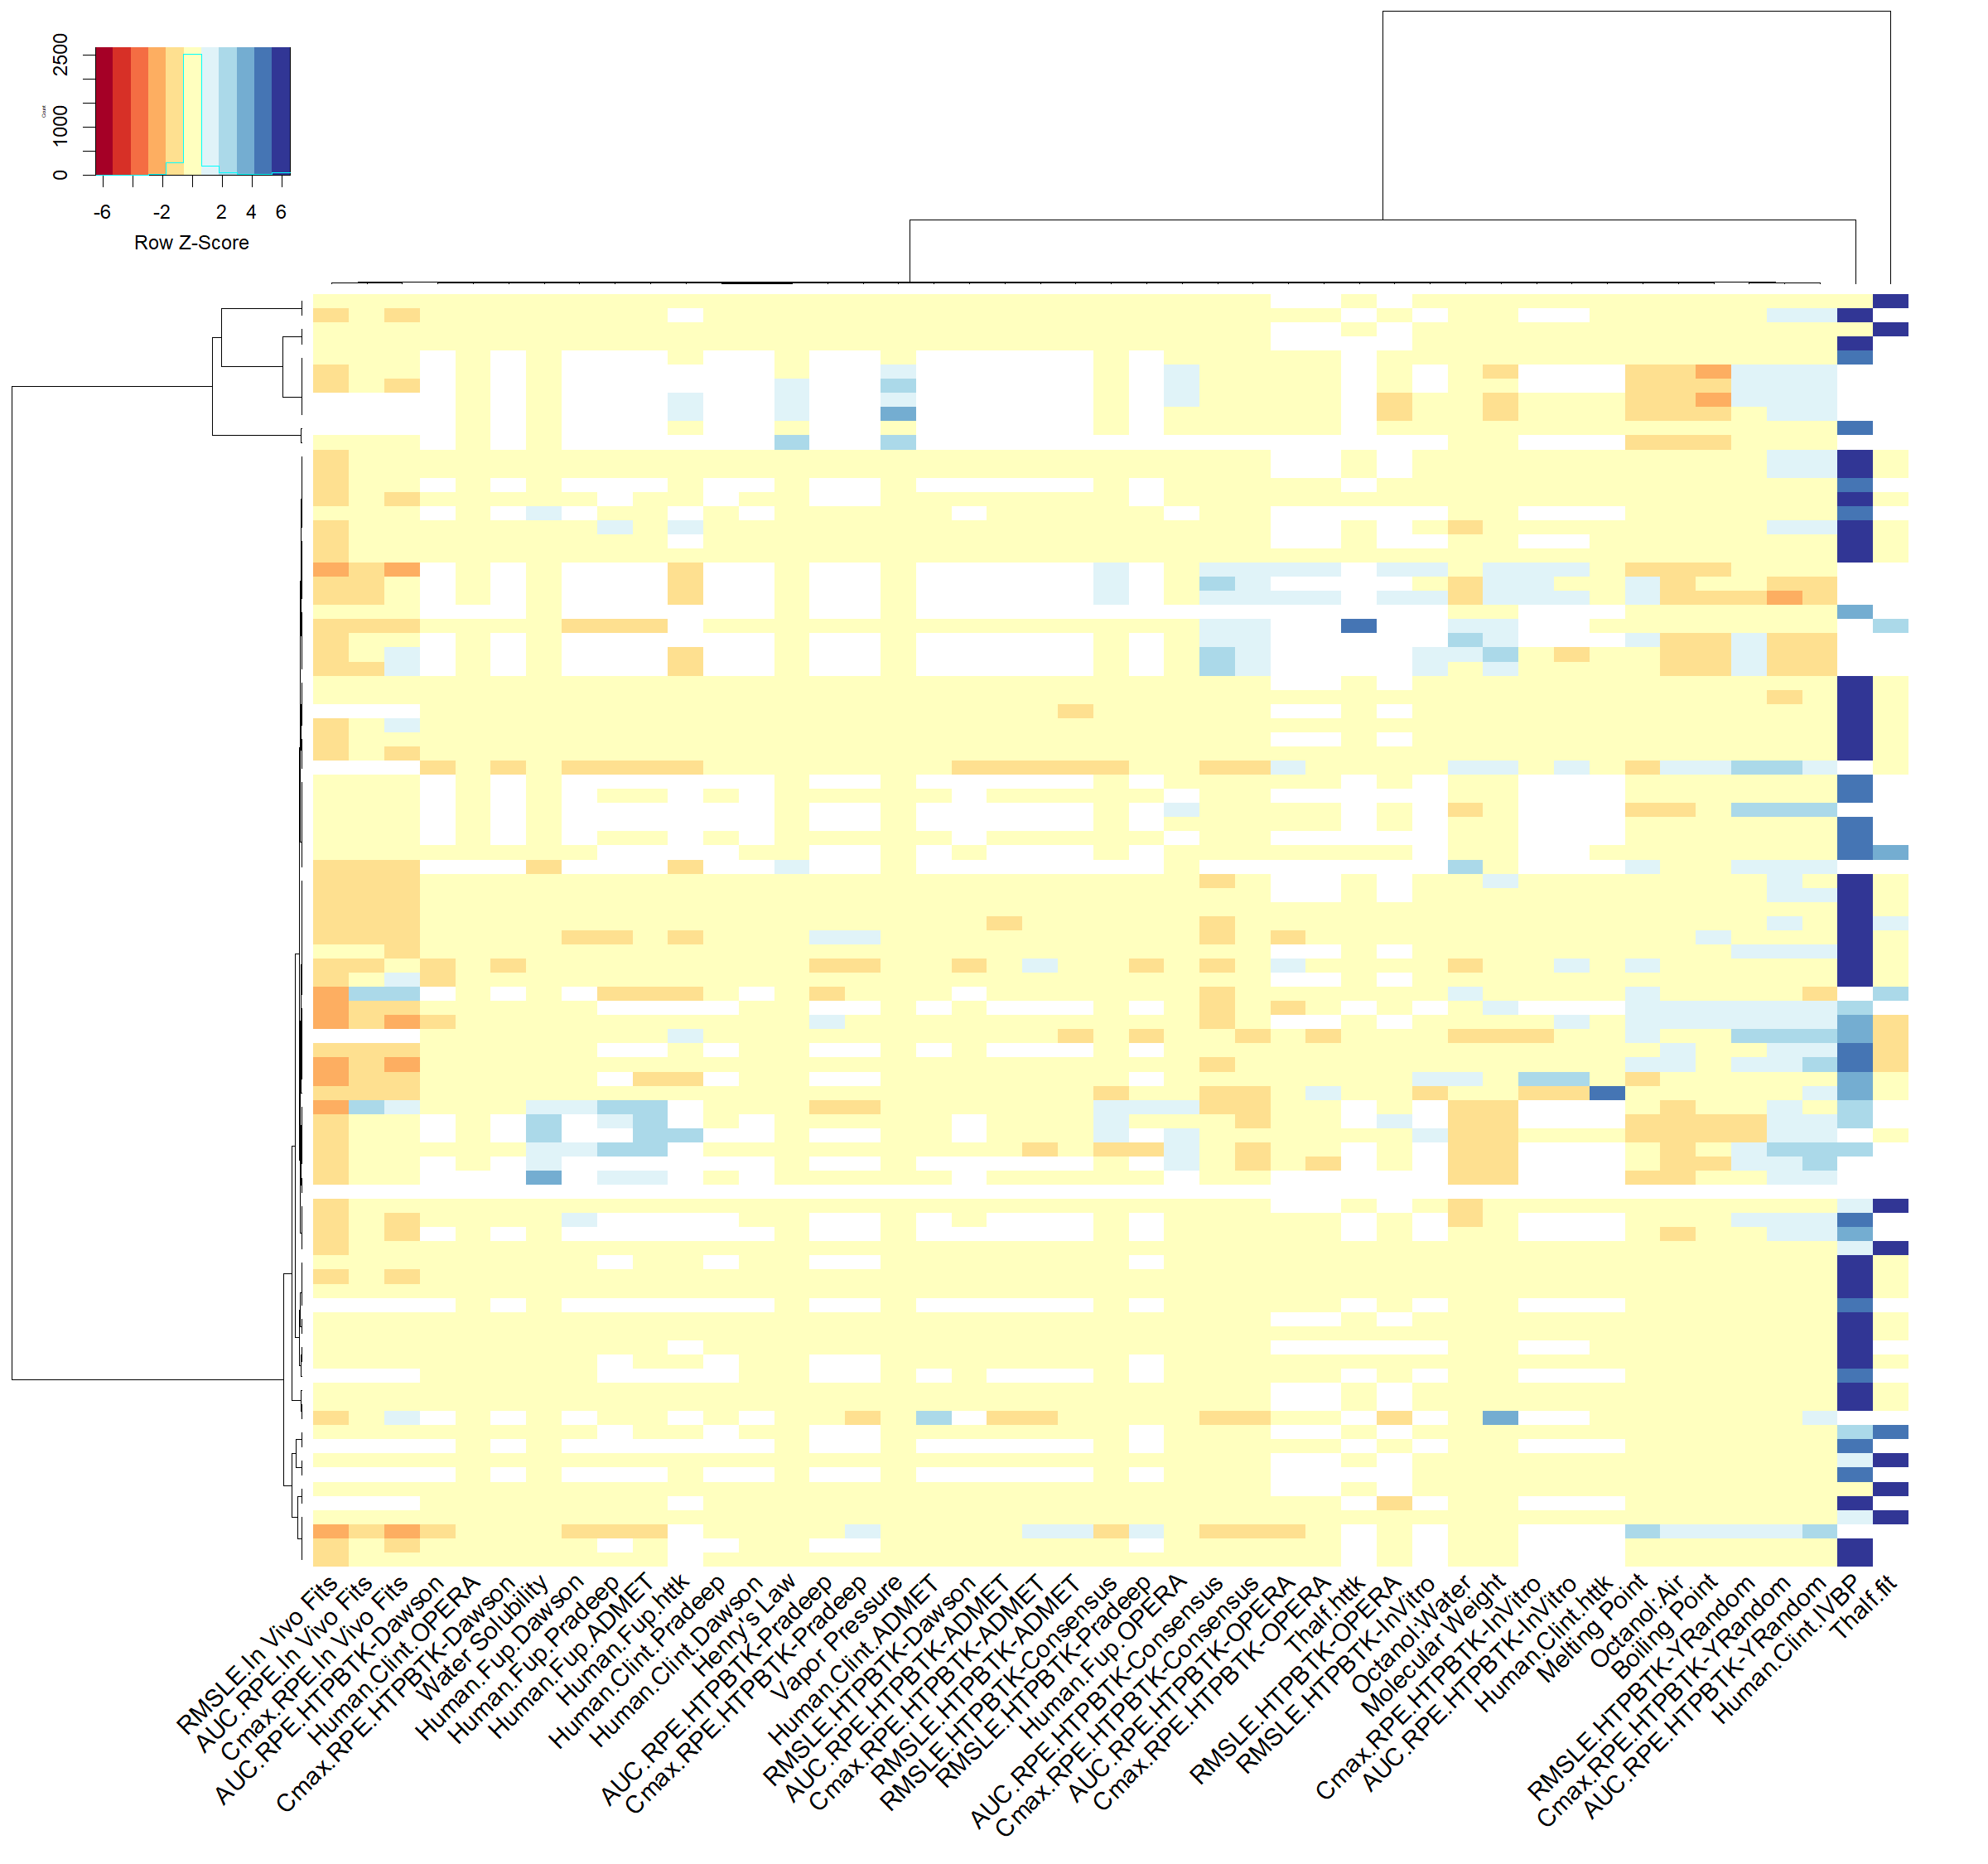 2500
1000
0
Count
-6
-2
2
4
6
Row Z-Score
RMSLE.In Vivo Fits
AUC.RPE.In Vivo Fits
Cmax.RPE.In Vivo Fits
AUC.RPE.HTPBTK-Dawson
Human.Clint.OPERA
Cmax.RPE.HTPBTK-Dawson
Water Solubility
Human.Fup.Dawson
Human.Fup.Pradeep
Human.Fup.ADMET
Human.Fup.httk
Human.Clint.Pradeep
Human.Clint.Dawson
Henry's Law
AUC.RPE.HTPBTK-Pradeep
Cmax.RPE.HTPBTK-Pradeep
Vapor Pressure
Human.Clint.ADMET
RMSLE.HTPBTK-Dawson
AUC.RPE.HTPBTK-ADMET
Cmax.RPE.HTPBTK-ADMET
RMSLE.HTPBTK-ADMET
RMSLE.HTPBTK-Consensus
RMSLE.HTPBTK-Pradeep
Human.Fup.OPERA
AUC.RPE.HTPBTK-Consensus
Cmax.RPE.HTPBTK-Consensus
AUC.RPE.HTPBTK-OPERA
Cmax.RPE.HTPBTK-OPERA
Thalf.httk
RMSLE.HTPBTK-OPERA
RMSLE.HTPBTK-InVitro
Octanol:Water
Molecular Weight
Cmax.RPE.HTPBTK-InVitro
AUC.RPE.HTPBTK-InVitro
Human.Clint.httk
Melting Point
Octanol:Air
Boiling Point
RMSLE.HTPBTK-YRandom
Cmax.RPE.HTPBTK-YRandom
AUC.RPE.HTPBTK-YRandom
Human.Clint.IVBP
Thalf.fit